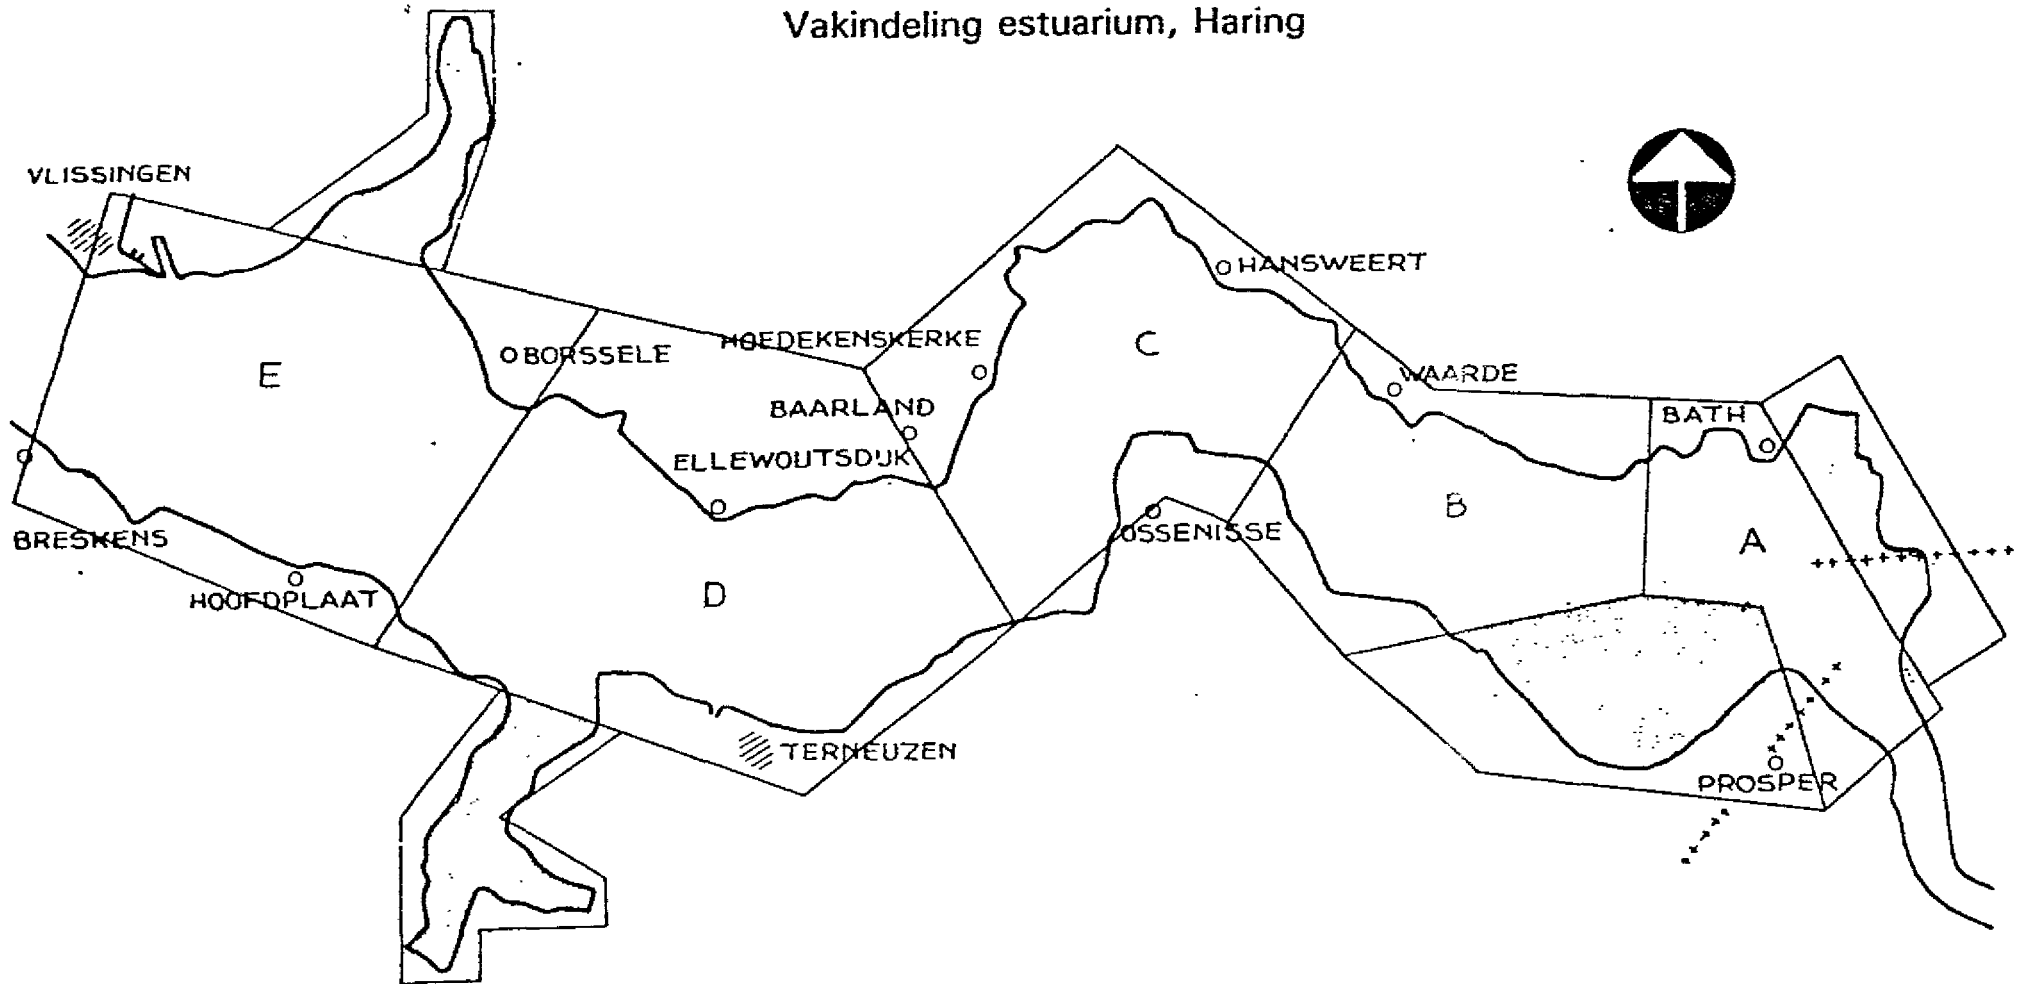 Vakindeling estuarium, Haring
VLISSINGEN
HANSWEERT
HOEDEKENSKERKE
C
BORSSELE
E
WAARDE
BAARLAND
BATH
ELLEWOUTSDIJK
B
OSSENISSE
BRESKENS
A
HOOFDPLAAT
D
TERNEUZEN
PROSPER